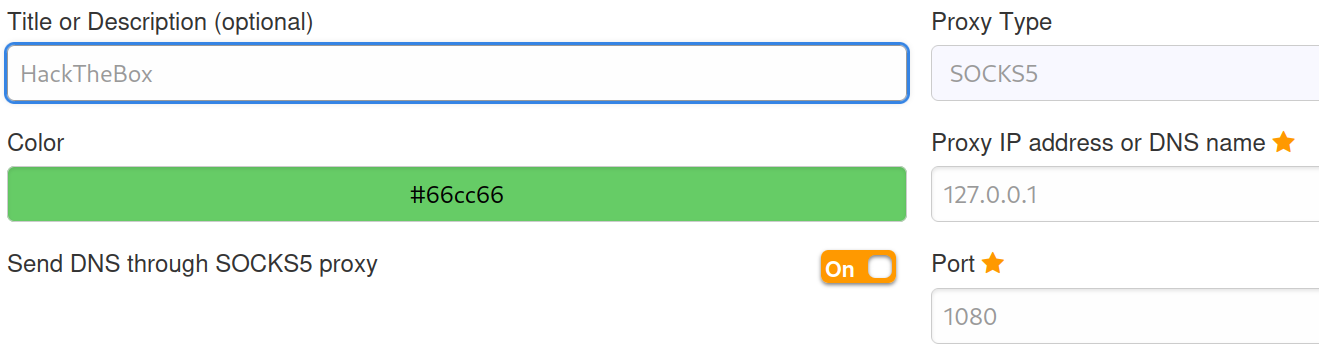 Title or Description (optional)
HackTheBox
Color
#66cc66
Send DNS through SOCKS5 proxy
On
Proxy Type
SOCKS5
Proxy IP address or DNS name
127.0.0.1
Port
1080